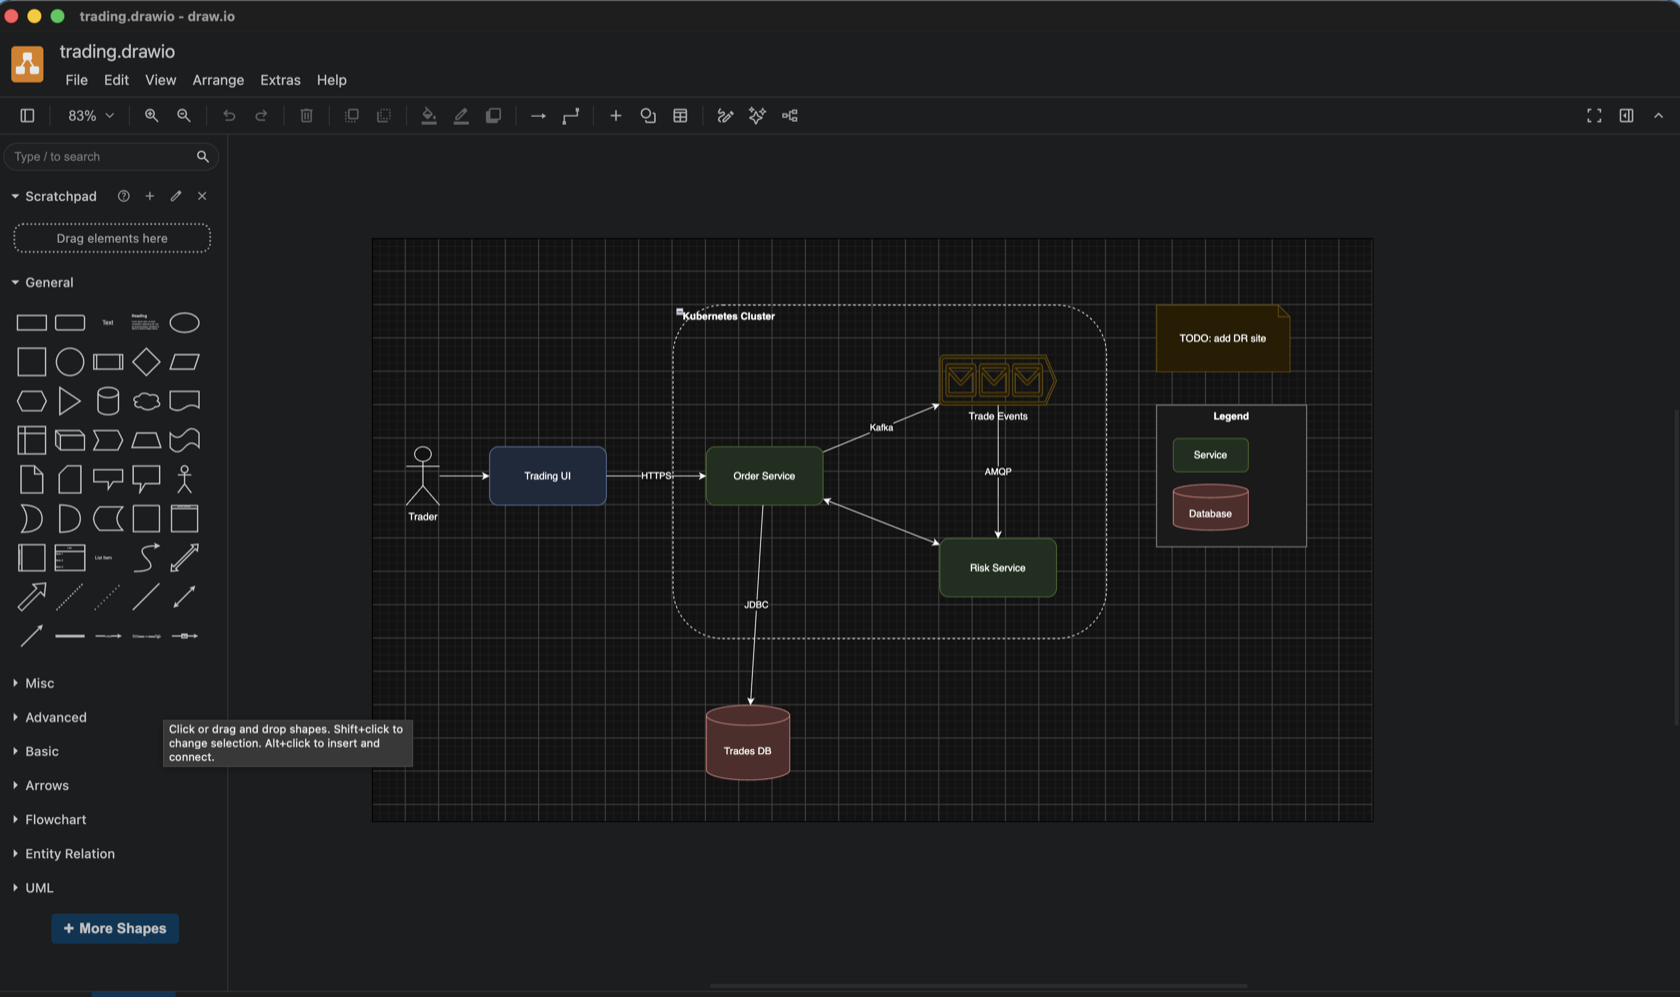 trading.drawio - draw.io
trading.drawio
File Edit View Arrange Extras Help
83%
Type / to search
Scratchpad
Drag elements here
General
Text
Heading
List Item
Misc
Advanced
Basic
Arrows
Flowchart
Entity Relation
UML
+ More Shapes
Click or drag and drop shapes. Shift+click to
change selection. Alt+click to insert and
connect.
Kubernetes Cluster
TODO: add DR site
Trade Events
Kafka
Legend
Service
Database
Trader
Trading UI
HTTPS
Order Service
AMQP
Risk Service
JDBC
Trades DB